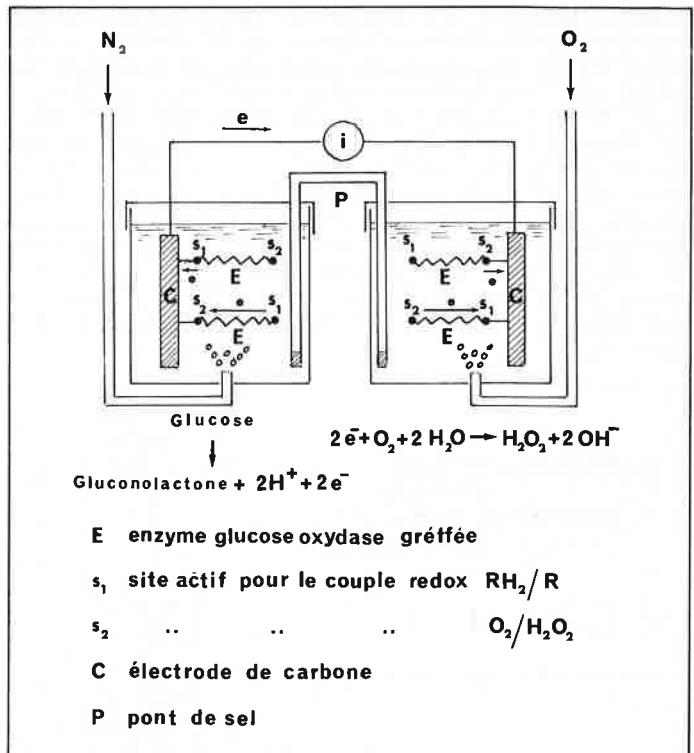 N₂ O₂
e
i
P
s₁ s₂ s₁ s₂
E E
e e
C C
e e
s₂ s₁ s₂ s₁
E E
Glucose
2e⁻+O₂+2 H₂O → H₂O₂+2OH⁻
Gluconolactone + 2H⁺+2e⁻
E enzyme glucose oxydase gréffée
s₁ site actif pour le couple redox RH₂/R
s₂ .. .. .. O₂/H₂O₂
C électrode de carbone
P pont de sel